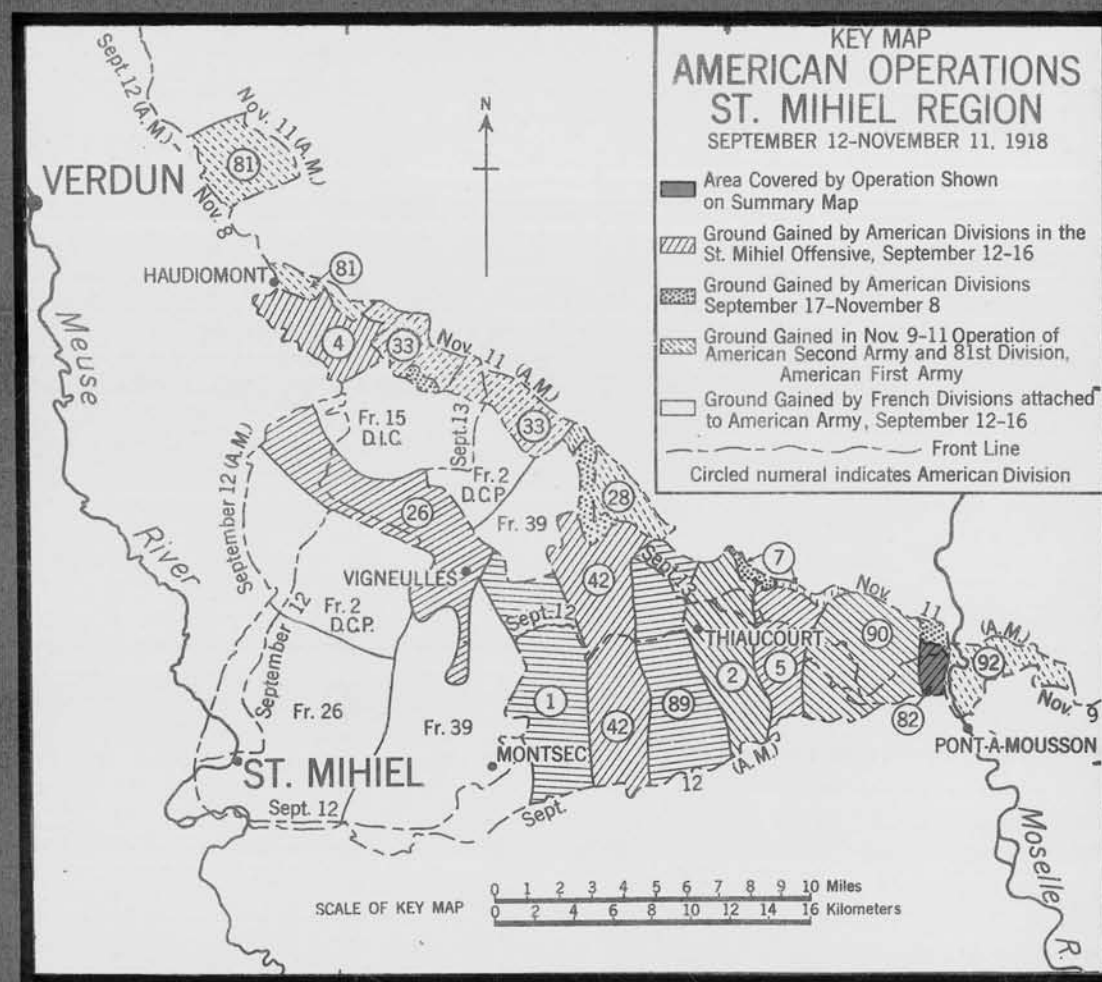 KEY MAP
AMERICAN OPERATIONS
ST. MIHIEL REGION
SEPTEMBER 12-NOVEMBER 11, 1918
Area Covered by Operation Shown
on Summary Map
Ground Gained by American Divisions in the
St. Mihiel Offensive, September 12-16
Ground Gained by American Divisions
September 17-November 8
Ground Gained in Nov. 9-11 Operation of
American Second Army and 81st Division,
American First Army
Ground Gained by French Divisions attached
to American Army, September 12-16
Front Line
Circled numeral indicates American Division
N
Sept. 12 (A.M.)
Nov. 11 (A.M.)
81
VERDUN
Nov. 8
HAUDIOMONT
81
4
33
Nov. 11 (A.M.)
Meuse
River
Fr. 15
D.I.C.
Sept. 13
33
Fr. 2
D.C.P.
September 12 (A.M.)
26
Fr. 39
28
VIGNEULLES
42
Sept. 13
7
Nov. 11 (A.M.)
Sept. 12
September 12
Fr. 2
D.C.P.
THIAUCOURT
90
92
Nov. 9
1
42
89
2
5
82
Fr. 26
Fr. 39
MONTSEC
PONT-À-MOUSSON
ST. MIHIEL
Sept. 12
Sept. 12 (A.M.)
Moselle R.
SCALE OF KEY MAP
0 1 2 3 4 5 6 7 8 9 10 Miles
0 2 4 6 8 10 12 14 16 Kilometers